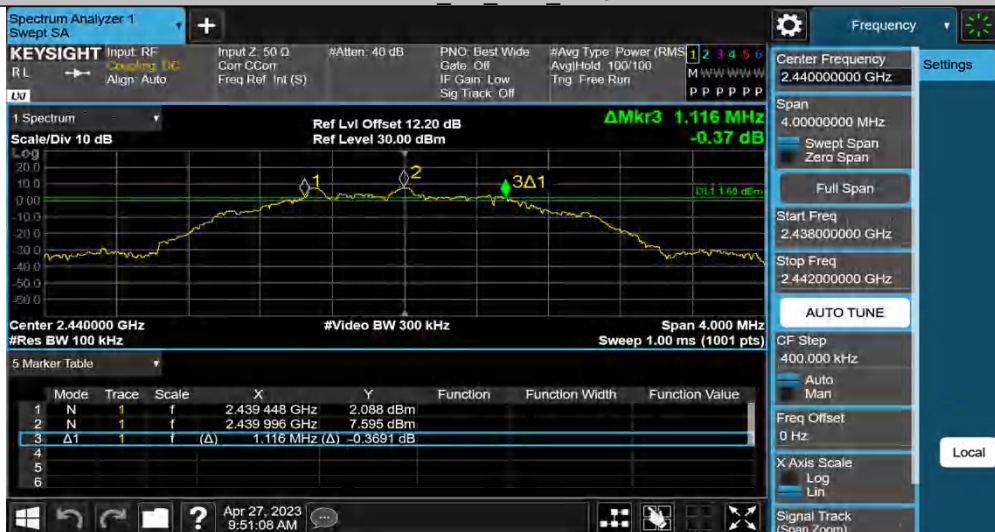 Spectrum Analyzer 1
Swept SA
+
Frequency
KEYSIGHT
RL
LXI
Input: RF
Coupling: DC
Align: Auto
Input Z: 50 Ω
Corr CCorr
Freq Ref: Int (S)
#Atten: 40 dB
PNO: Best Wide
Gate: Off
IF Gain: Low
Sig Track: Off
#Avg Type: Power (RMS
Avg|Hold: 100/100
Trig: Free Run
1 2 3 4 5 6
M W W W W W
P P P P P P
1 Spectrum
Scale/Div 10 dB
Ref Lvl Offset 12.20 dB
Ref Level 30.00 dBm
ΔMkr3 1.116 MHz
-0.37 dB
Log
20.0
10.0
0.00
-10.0
-20.0
-30.0
-40.0
-50.0
-60.0
1
2
3Δ1
DL1 1.60 dBm
Center 2.440000 GHz
#Res BW 100 kHz
#Video BW 300 kHz
Span 4.000 MHz
Sweep 1.00 ms (1001 pts)
5 Marker Table
Mode Trace Scale X Y Function Function Width Function Value
1 N 1 f 2.439 448 GHz 2.088 dBm
2 N 1 f 2.439 996 GHz 7.595 dBm
3 Δ1 1 f (Δ) 1.116 MHz (Δ) -0.3691 dB
4
5
6
Apr 27, 2023
9:51:08 AM
Center Frequency
2.440000000 GHz
Span
4.00000000 MHz
Swept Span
Zero Span
Full Span
Start Freq
2.438000000 GHz
Stop Freq
2.442000000 GHz
AUTO TUNE
CF Step
400.000 kHz
Auto
Man
Freq Offset
0 Hz
X Axis Scale
Log
Lin
Signal Track
(Span Zoom)
Settings
Local